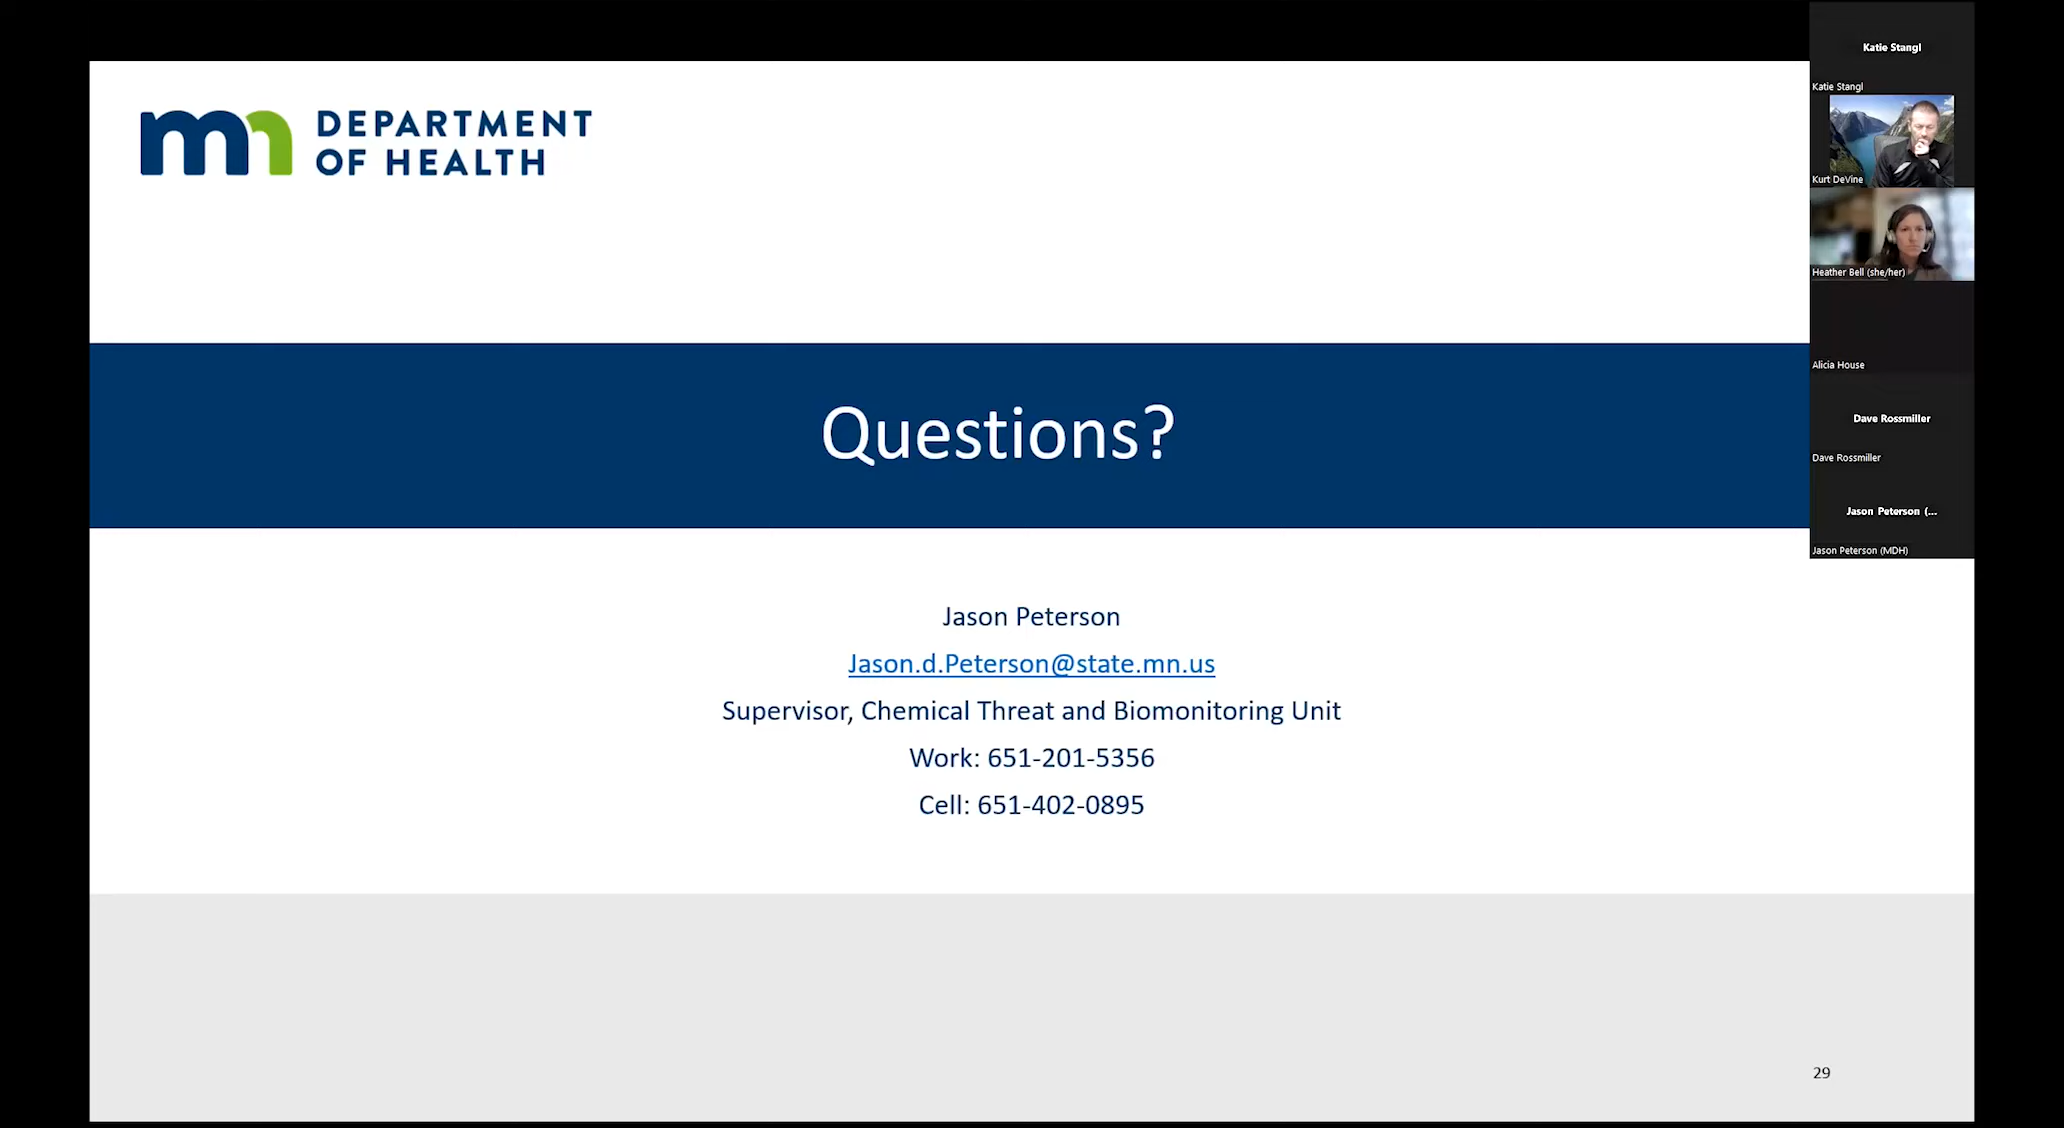 mn DEPARTMENT
OF HEALTH
Questions?
Jason Peterson
Jason.d.Peterson@state.mn.us
Supervisor, Chemical Threat and Biomonitoring Unit
Work: 651-201-5356
Cell: 651-402-0895
29
Katie Stangl
Katie Stangl
Kurt DeVine
Heather Bell (she/her)
Alicia House
Dave Rossmiller
Dave Rossmiller
Jason Peterson (...
Jason Peterson (MDH)